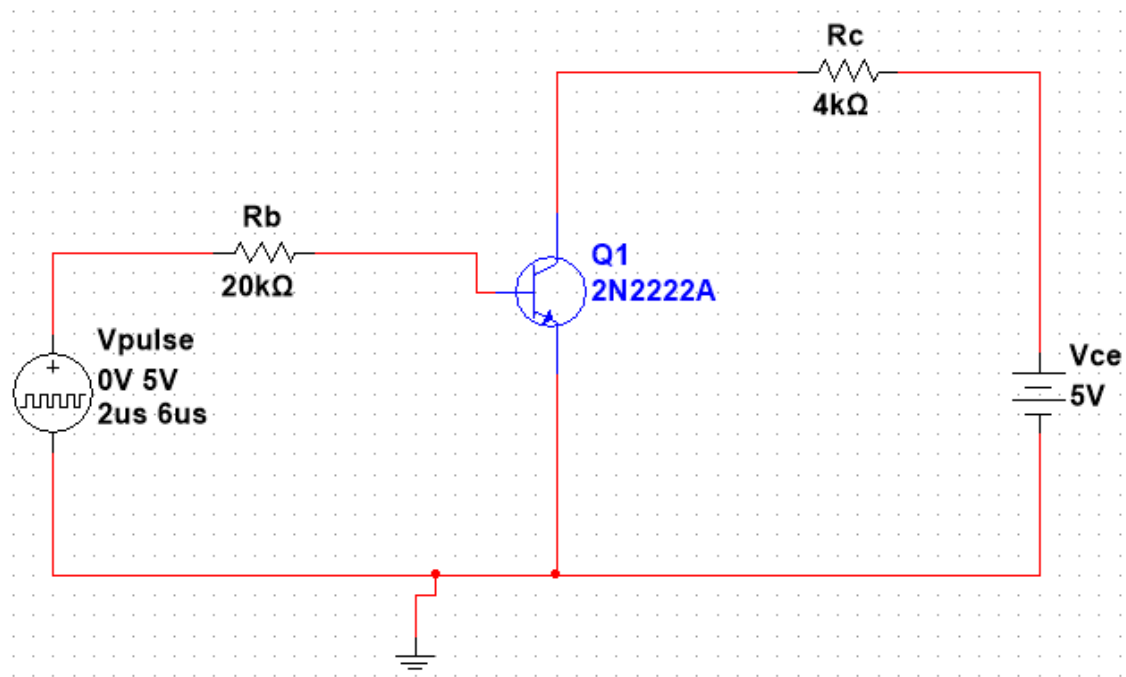 Rc
4kΩ
Rb
20kΩ
Q1
2N2222A
Vpulse
0V 5V
2us 6us
Vce
5V